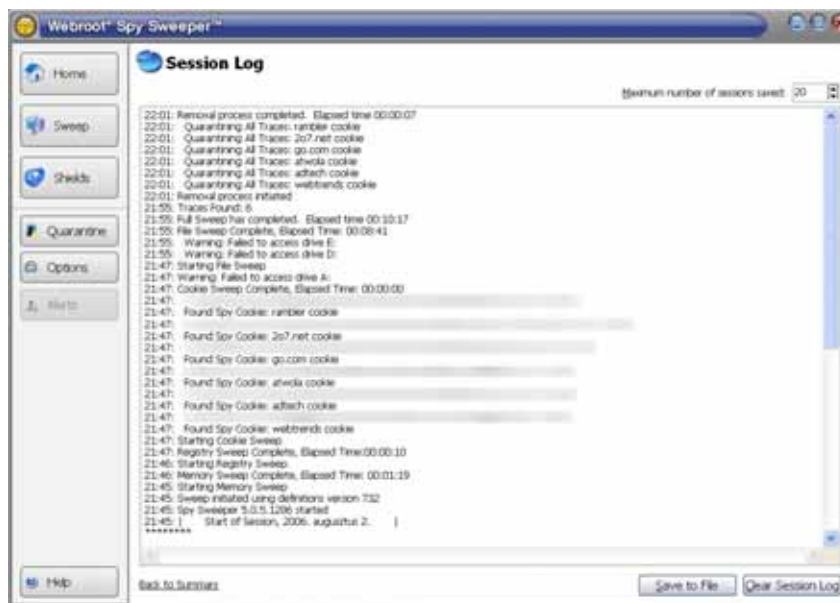 Webroot® Spy Sweeper™
Home
Sweep
Shields
Quarantine
Options
Alerts
Help
Session Log
Maximum number of sessions saved: 20
22:01: Removal process completed.  Elapsed time 00:00:07
22:01:   Quarantining All Traces: rambler cookie
22:01:   Quarantining All Traces: 2o7.net cookie
22:01:   Quarantining All Traces: go.com cookie
22:01:   Quarantining All Traces: atwola cookie
22:01:   Quarantining All Traces: adtech cookie
22:01:   Quarantining All Traces: webtrends cookie
22:01: Removal process initiated
21:55: Traces Found: 6
21:55: Full Sweep has completed.  Elapsed time 00:10:17
21:55: File Sweep Complete, Elapsed Time: 00:08:41
21:55:   Warning: Failed to access drive E:
21:55:   Warning: Failed to access drive D:
21:47: Starting File Sweep
21:47: Warning: Failed to access drive A:
21:47: Cookie Sweep Complete, Elapsed Time: 00:00:00
21:47:
21:47:   Found Spy Cookie: rambler cookie
21:47:
21:47:   Found Spy Cookie: 2o7.net cookie
21:47:
21:47:   Found Spy Cookie: go.com cookie
21:47:
21:47:   Found Spy Cookie: atwola cookie
21:47:
21:47:   Found Spy Cookie: adtech cookie
21:47:
21:47:   Found Spy Cookie: webtrends cookie
21:47: Starting Cookie Sweep
21:47: Registry Sweep Complete, Elapsed Time:00:00:10
21:46: Starting Registry Sweep
21:46: Memory Sweep Complete, Elapsed Time: 00:01:19
21:45: Starting Memory Sweep
21:45: Sweep initiated using definitions version 732
21:45: Spy Sweeper 5.0.5.1286 started
21:45: |       Start of Session, 2006. augusztus 2.       |
********
Back to Summary
Save to File
Clear Session Log